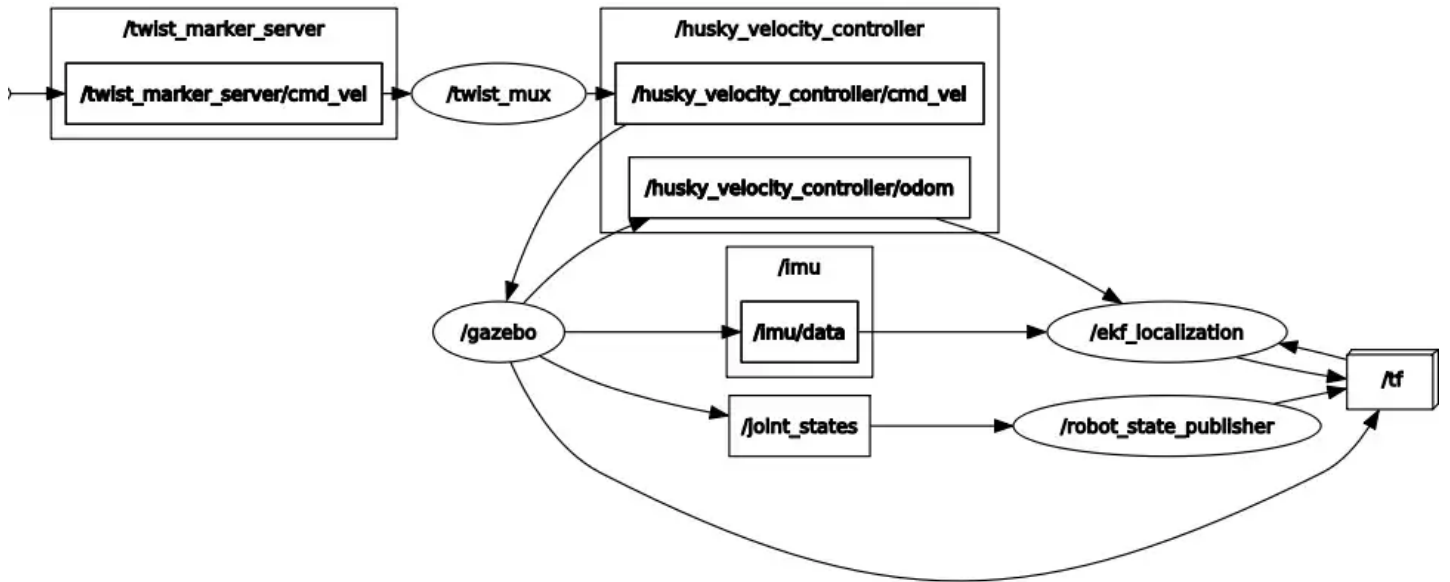 /twist_marker_server
/husky_velocity_controller
/twist_marker_server/cmd_vel
/twist_mux
/husky_velocity_controller/cmd_vel
/husky_velocity_controller/odom
/imu
/gazebo
/imu/data
/ekf_localization
/tf
/joint_states
/robot_state_publisher